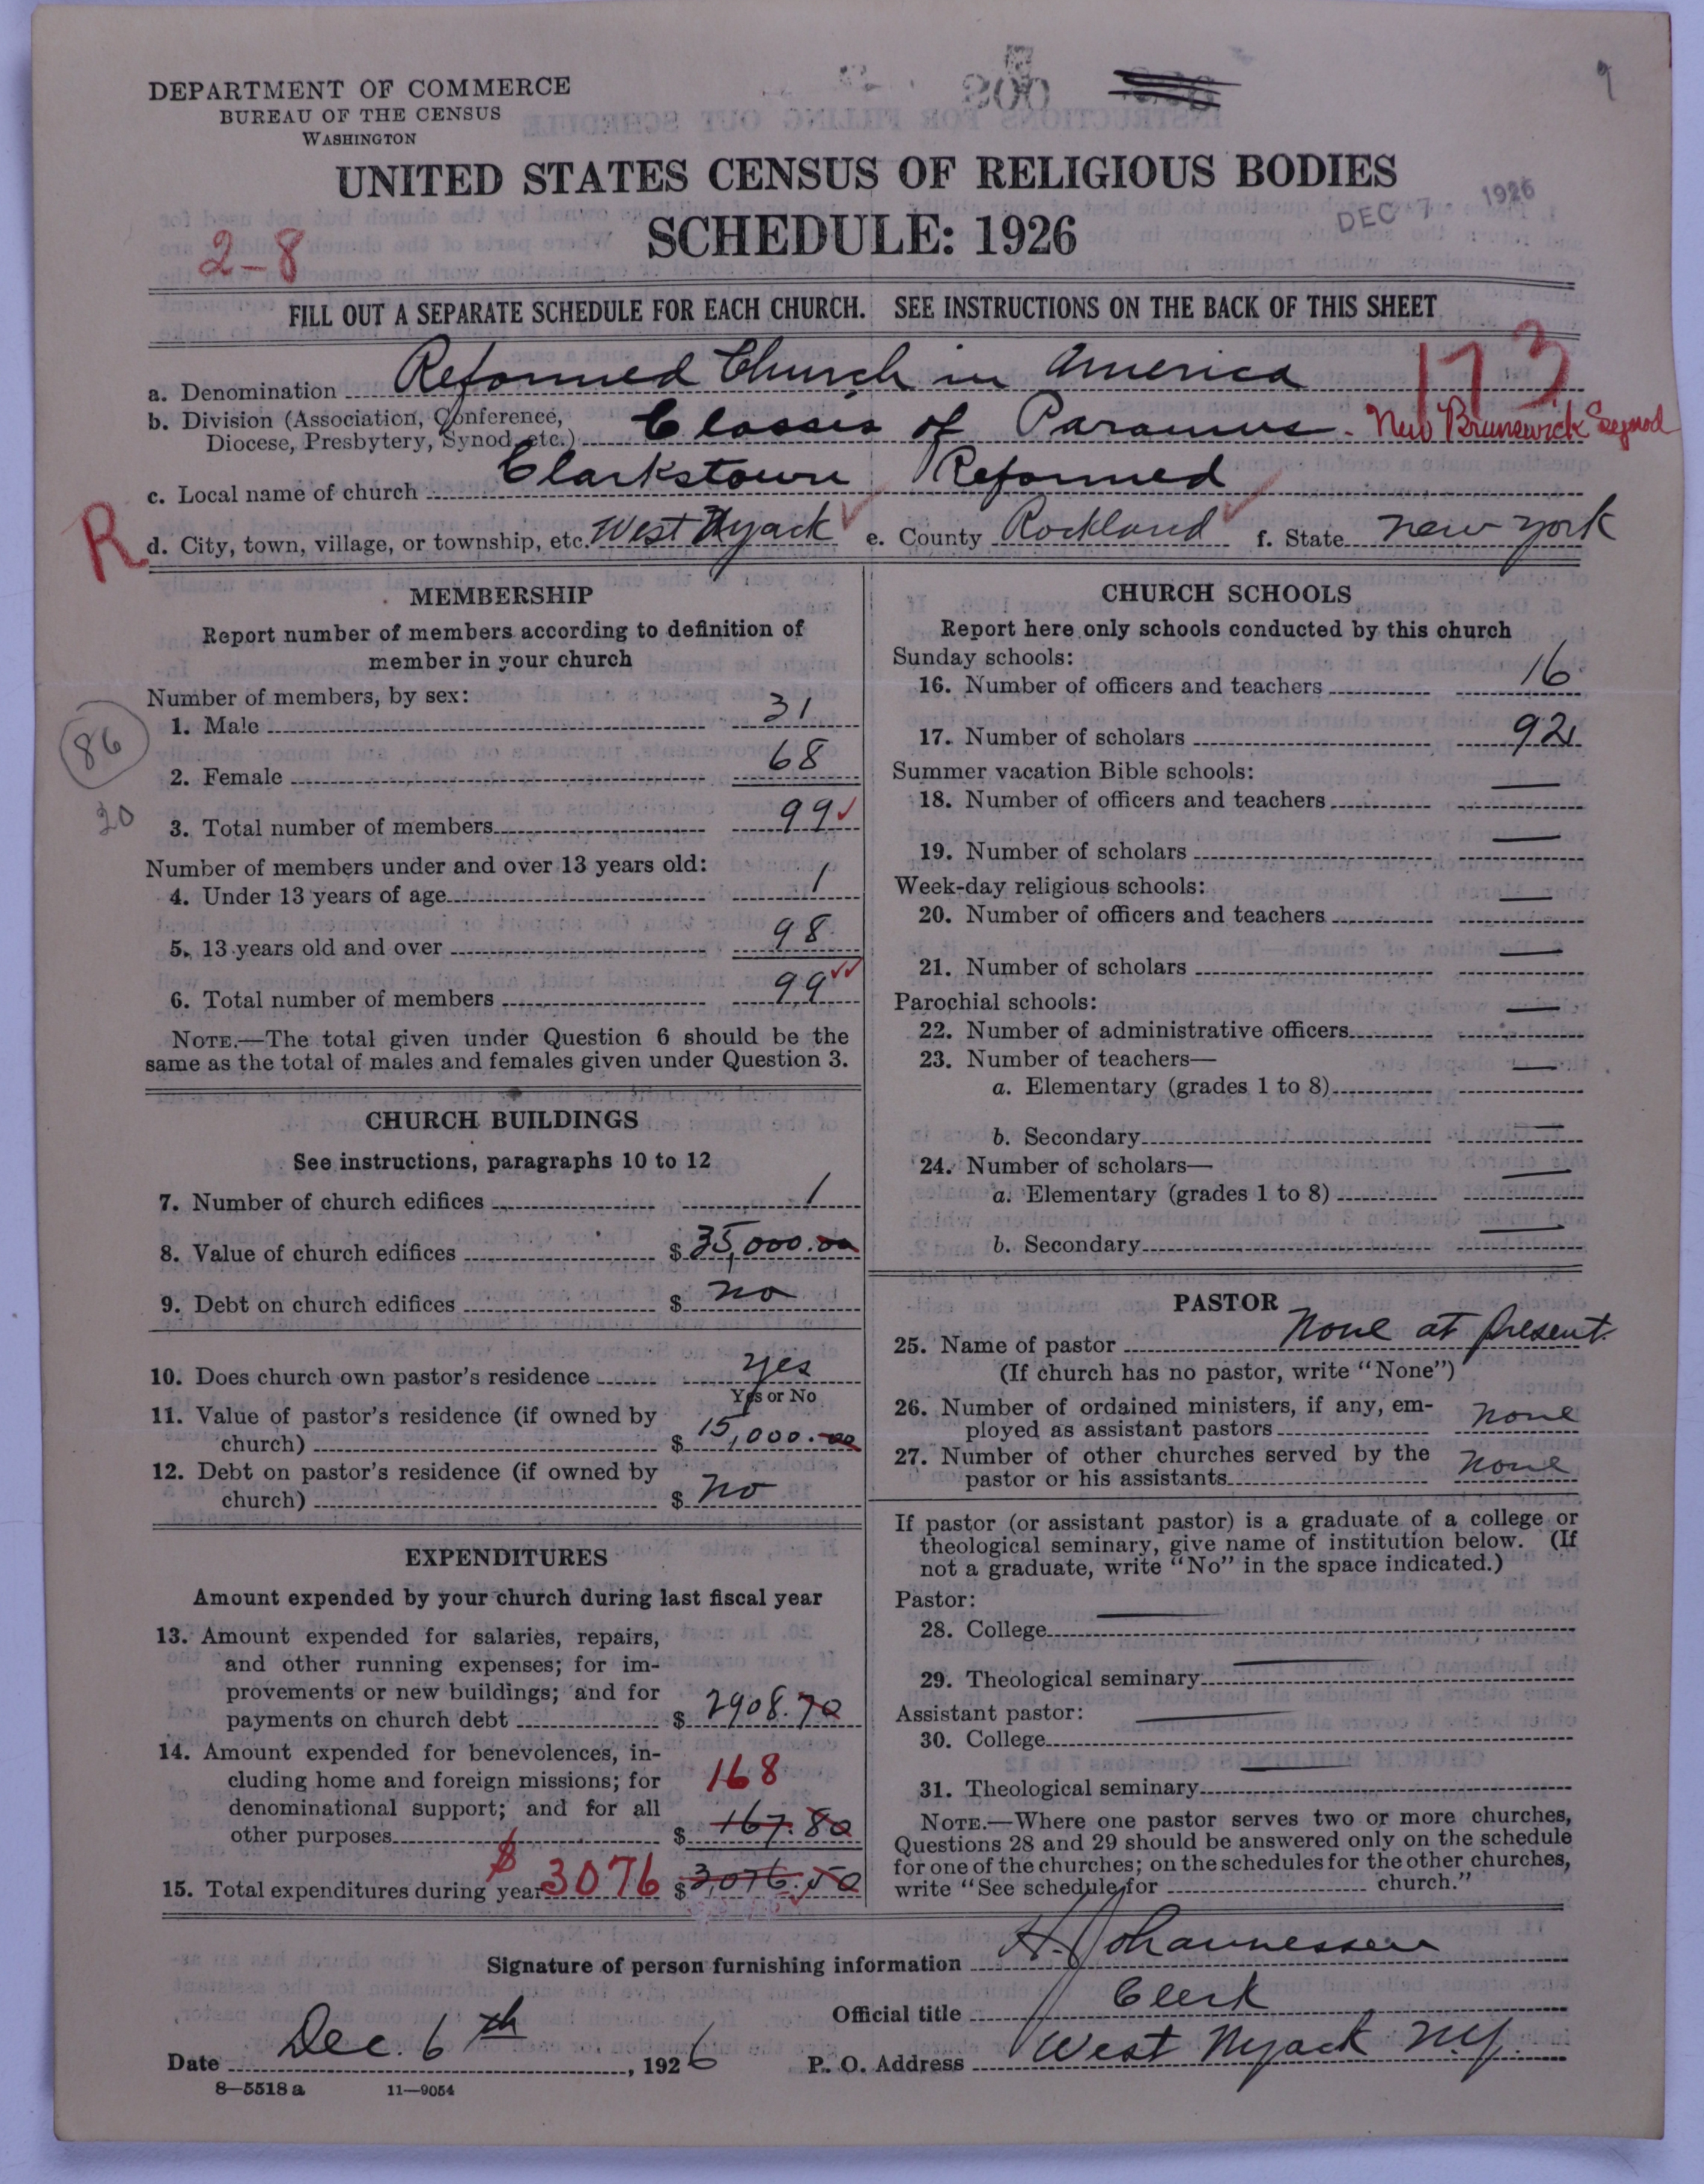 DEPARTMENT OF COMMERCE
BUREAU OF THE CENSUS
WASHINGTON
UNITED STATES CENSUS OF RELIGIOUS BODIES
SCHEDULE: 1926
DEC 7 1926
2-8
9
FILL OUT A SEPARATE SCHEDULE FOR EACH CHURCH. SEE INSTRUCTIONS ON THE BACK OF THIS SHEET
173
a. Denomination Reformed Church in America
b. Division (Association, Conference,
Diocese, Presbytery, Synod, etc.) Classis of Paramus - New Brunswick Synod
c. Local name of church Clarkstown Reformed
R
d. City, town, village, or township, etc. West Nyack e. County Rockland f. State New York
MEMBERSHIP
Report number of members according to definition of
member in your church
Number of members, by sex:
1. Male 31
86
2. Female 68
20
3. Total number of members 99
Number of members under and over 13 years old:
4. Under 13 years of age 1
5. 13 years old and over 98
6. Total number of members 99
NOTE.—The total given under Question 6 should be the
same as the total of males and females given under Question 3.
CHURCH BUILDINGS
See instructions, paragraphs 10 to 12
7. Number of church edifices 1
8. Value of church edifices $ 35,000.00
9. Debt on church edifices $ no
10. Does church own pastor's residence yes
Yes or No
11. Value of pastor's residence (if owned by
church) $ 15,000.00
12. Debt on pastor's residence (if owned by
church) $ no
EXPENDITURES
Amount expended by your church during last fiscal year
13. Amount expended for salaries, repairs,
and other running expenses; for im-
provements or new buildings; and for
payments on church debt $ 2908.70
14. Amount expended for benevolences, in-
cluding home and foreign missions; for 168
denominational support; and for all
other purposes $ 167.80
15. Total expenditures during year $ 3076 $ 3,076.50
CHURCH SCHOOLS
Report here only schools conducted by this church
Sunday schools:
16. Number of officers and teachers 16
17. Number of scholars 92
Summer vacation Bible schools:
18. Number of officers and teachers —
19. Number of scholars —
Week-day religious schools:
20. Number of officers and teachers —
21. Number of scholars —
Parochial schools:
22. Number of administrative officers —
23. Number of teachers—
a. Elementary (grades 1 to 8) —
b. Secondary —
24. Number of scholars—
a. Elementary (grades 1 to 8) —
b. Secondary —
PASTOR
25. Name of pastor None at present.
(If church has no pastor, write "None")
26. Number of ordained ministers, if any, em-
ployed as assistant pastors none
27. Number of other churches served by the
pastor or his assistants none
If pastor (or assistant pastor) is a graduate of a college or
theological seminary, give name of institution below. (If
not a graduate, write "No" in the space indicated.)
Pastor:
28. College —
29. Theological seminary —
Assistant pastor:
30. College —
31. Theological seminary —
NOTE.—Where one pastor serves two or more churches,
Questions 28 and 29 should be answered only on the schedule
for one of the churches; on the schedules for the other churches,
write "See schedule for church."
Signature of person furnishing information H. Johannessen
Official title Clerk
Date Dec. 6th, 1926 P. O. Address West Nyack N.Y.
8—5518 a 11—9054